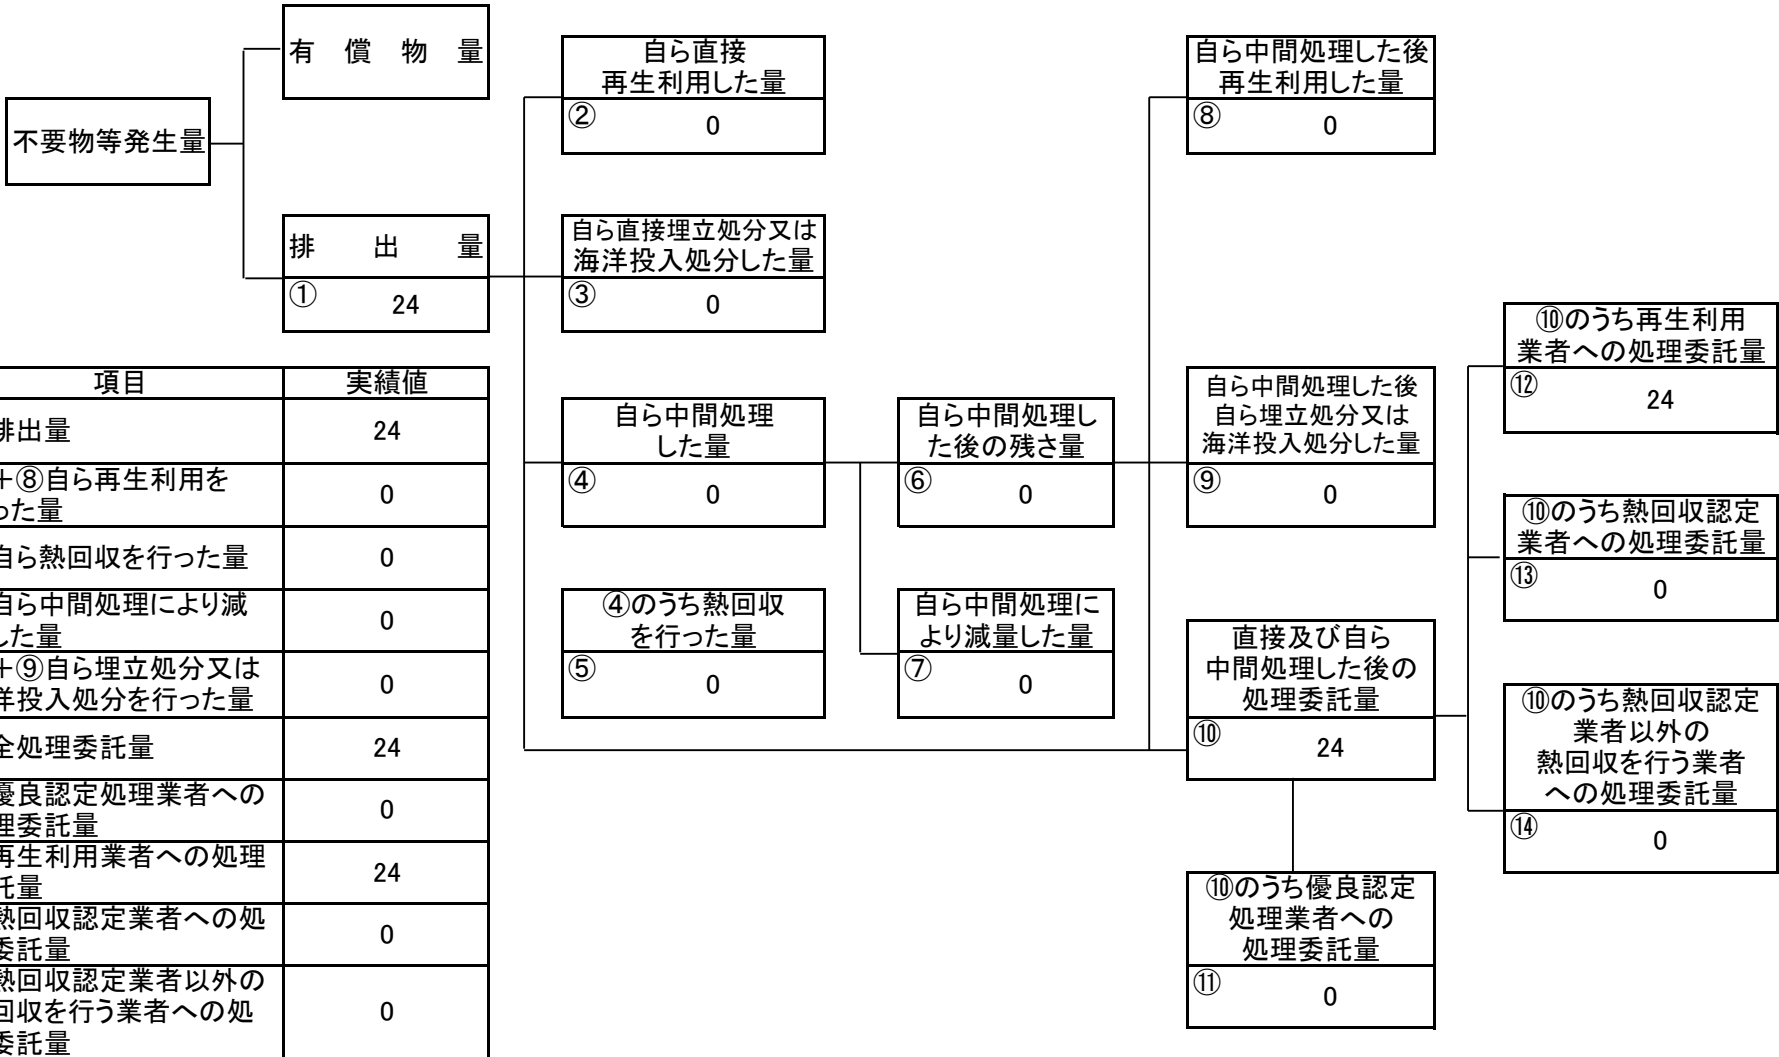 不要物等発生量
有償物量
排出量
① 24
自ら直接
再生利用した量
② 0
自ら直接埋立処分又は
海洋投入処分した量
③ 0
自ら中間処理
した量
④ 0
④のうち熱回収
を行った量
⑤ 0
自ら中間処理し
た後の残さ量
⑥ 0
自ら中間処理に
より減量した量
⑦ 0
自ら中間処理した後
再生利用した量
⑧ 0
自ら中間処理した後
自ら埋立処分又は
海洋投入処分した量
⑨ 0
直接及び自ら
中間処理した後の
処理委託量
⑩ 24
⑩のうち優良認定
処理業者への
処理委託量
⑪ 0
⑩のうち再生利用
業者への処理委託量
⑫ 24
⑩のうち熱回収認定
業者への処理委託量
⑬ 0
⑩のうち熱回収認定
業者以外の
熱回収を行う業者
への処理委託量
⑭ 0
項目 実績値
排出量 24
+⑧自ら再生利用を
った量 0
自ら熱回収を行った量 0
自ら中間処理により減
した量 0
+⑨自ら埋立処分又は
洋投入処分を行った量 0
全処理委託量 24
優良認定処理業者への
理委託量 0
再生利用業者への処理
託量 24
熱回収認定業者への処
委託量 0
熱回収認定業者以外の
回収を行う業者への処
委託量 0